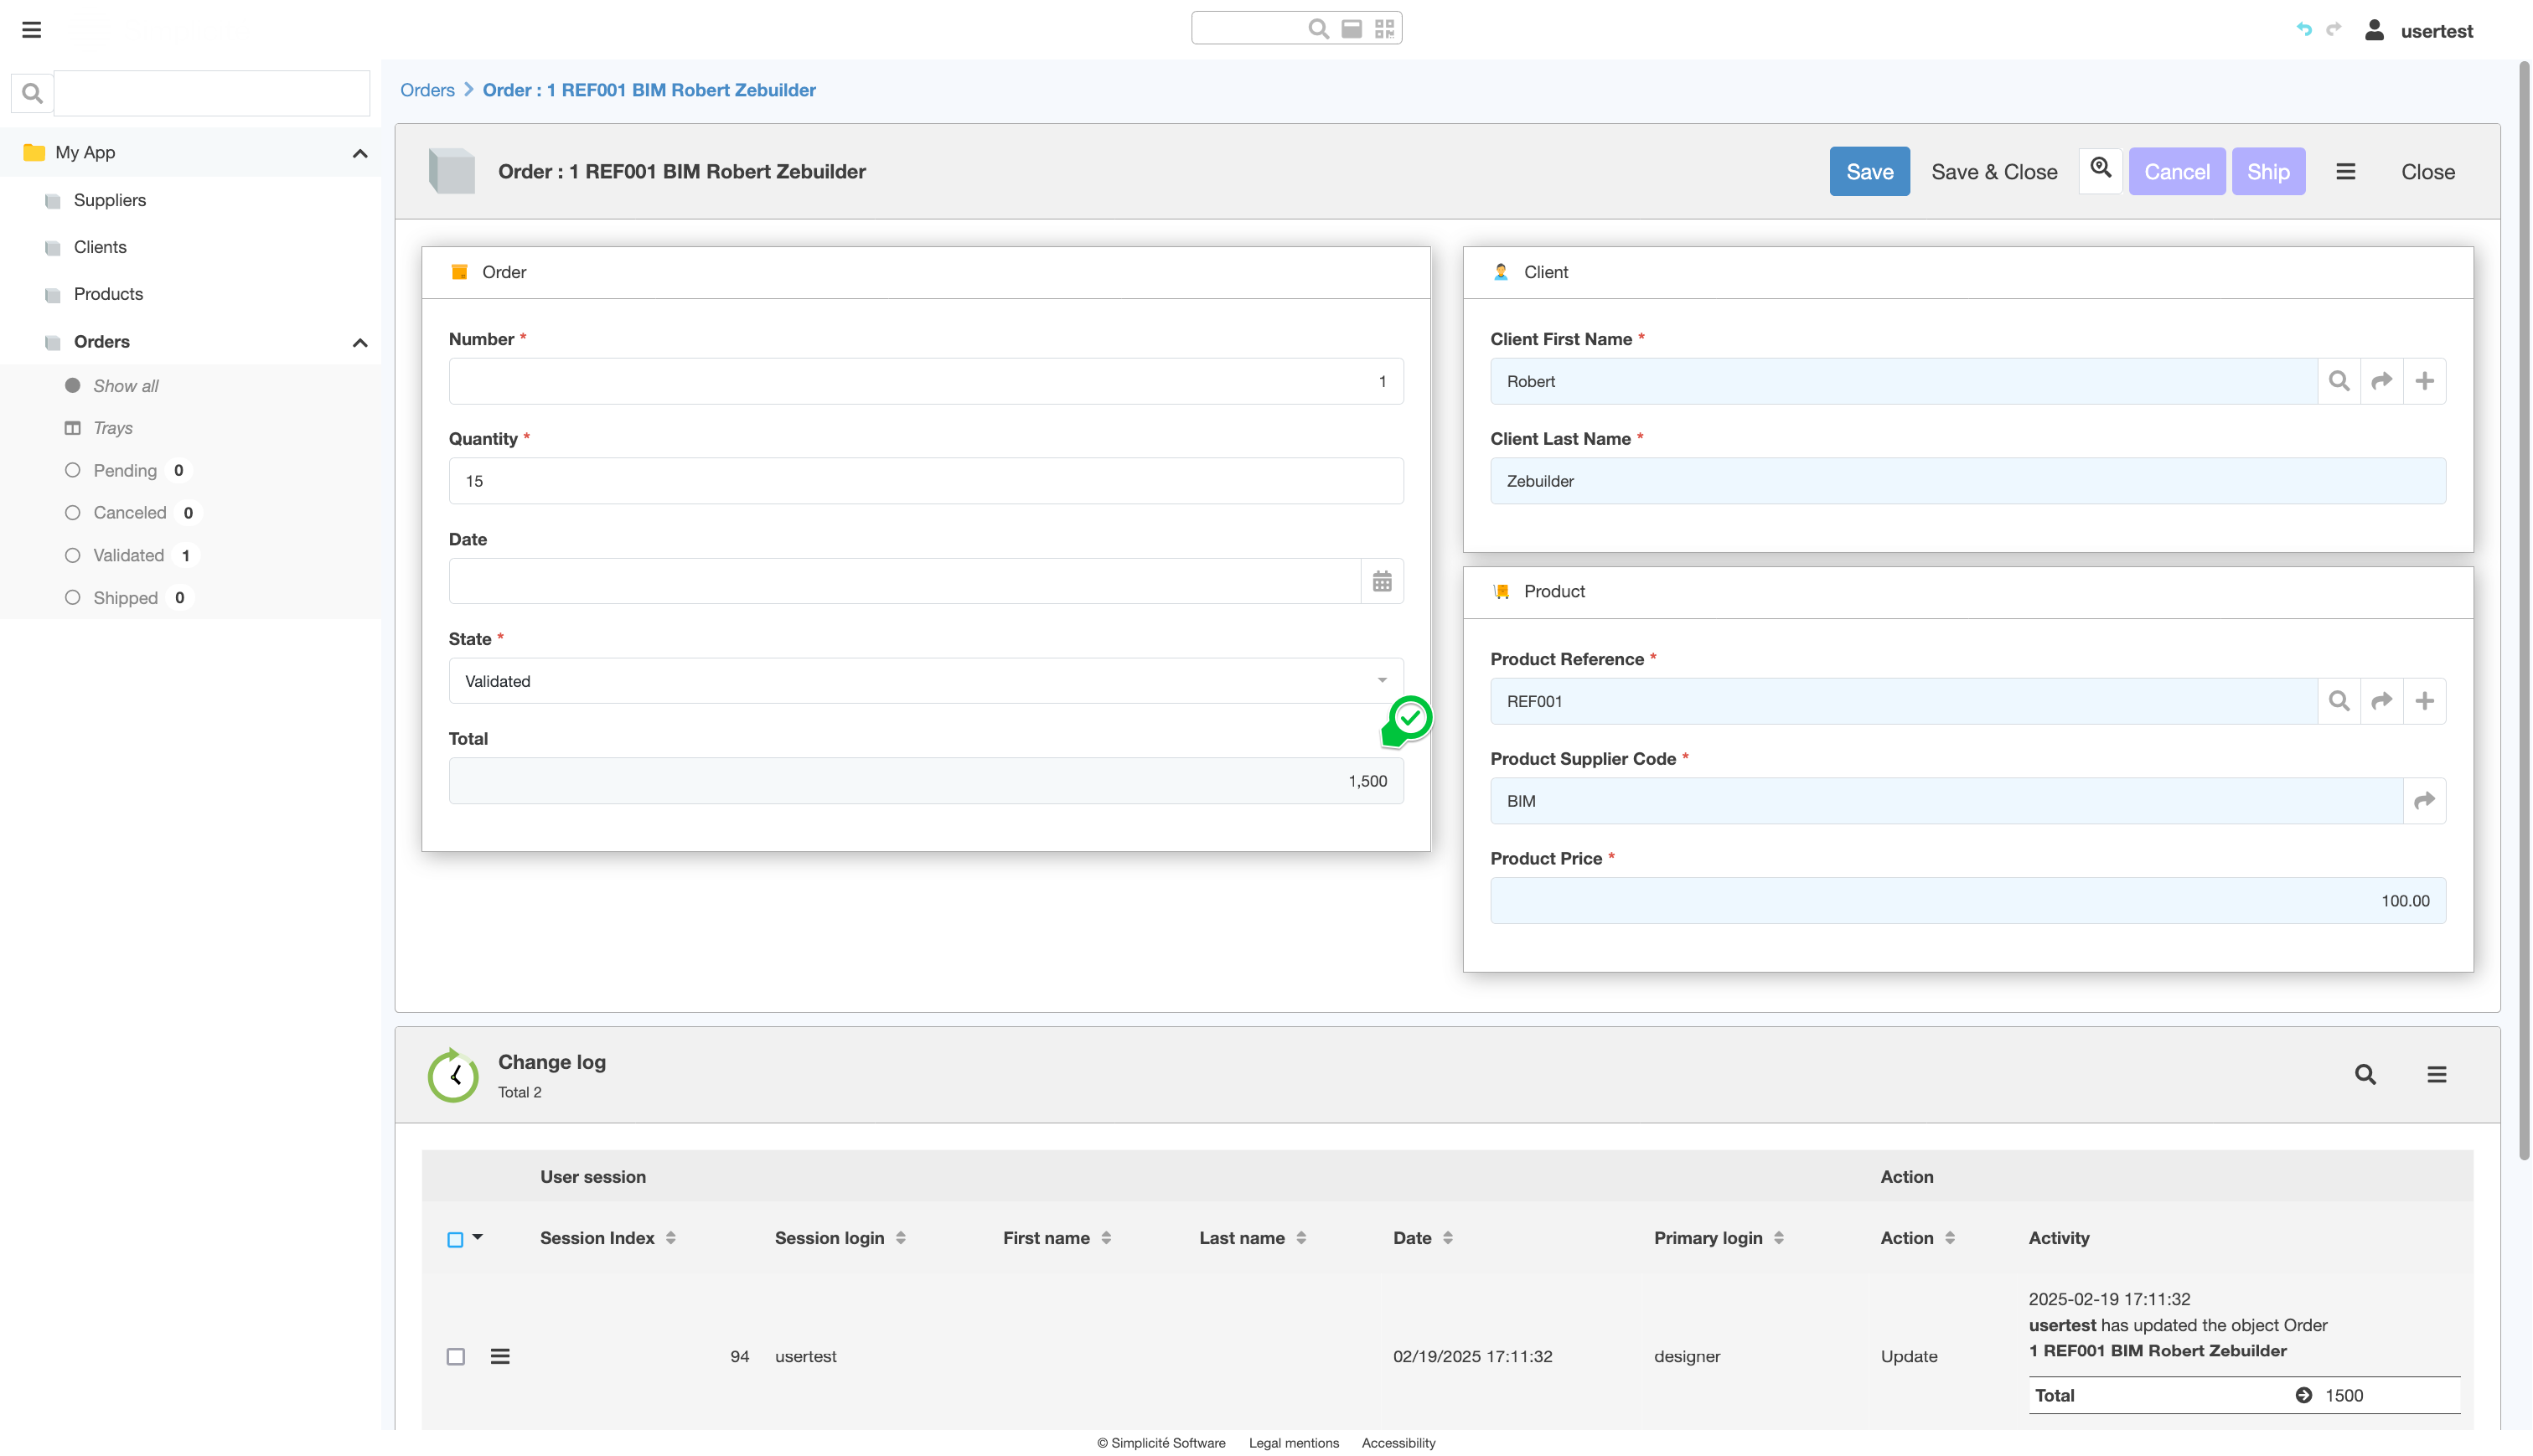 usertest
Orders > Order : 1 REF001 BIM Robert Zebuilder
My App
Suppliers
Clients
Products
Orders
Show all
Trays
Pending 0
Canceled 0
Validated 1
Shipped 0
Order : 1 REF001 BIM Robert Zebuilder
Save Save & Close Cancel Ship Close
Order
Number *
1
Quantity *
15
Date
State *
Validated
Total
1,500
Client
Client First Name *
Robert
Client Last Name *
Zebuilder
Product
Product Reference *
REF001
Product Supplier Code *
BIM
Product Price *
100.00
Change log
Total 2
User session Action
Session Index Session login First name Last name Date Primary login Action Activity
94 usertest 02/19/2025 17:11:32 designer Update
2025-02-19 17:11:32
usertest has updated the object Order
1 REF001 BIM Robert Zebuilder
Total 1500
© Simplicité Software Legal mentions Accessibility